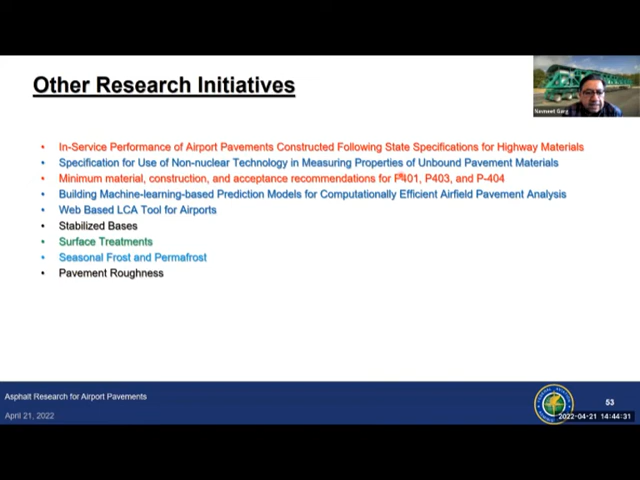 Other Research Initiatives
Navneet Garg
• In-Service Performance of Airport Pavements Constructed Following State Specifications for Highway Materials
• Specification for Use of Non-nuclear Technology in Measuring Properties of Unbound Pavement Materials
• Minimum material, construction, and acceptance recommendations for P401, P403, and P-404
• Building Machine-learning-based Prediction Models for Computationally Efficient Airfield Pavement Analysis
• Web Based LCA Tool for Airports
• Stabilized Bases
• Surface Treatments
• Seasonal Frost and Permafrost
• Pavement Roughness
Asphalt Research for Airport Pavements
53
April 21, 2022
2022-04-21 14:44:31